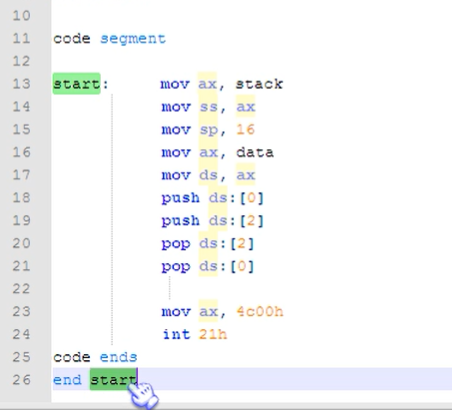 10
11 code segment
12
13 start: mov ax, stack
14 mov ss, ax
15 mov sp, 16
16 mov ax, data
17 mov ds, ax
18 push ds:[0]
19 push ds:[2]
20 pop ds:[2]
21 pop ds:[0]
22
23 mov ax, 4c00h
24 int 21h
25 code ends
26 end start